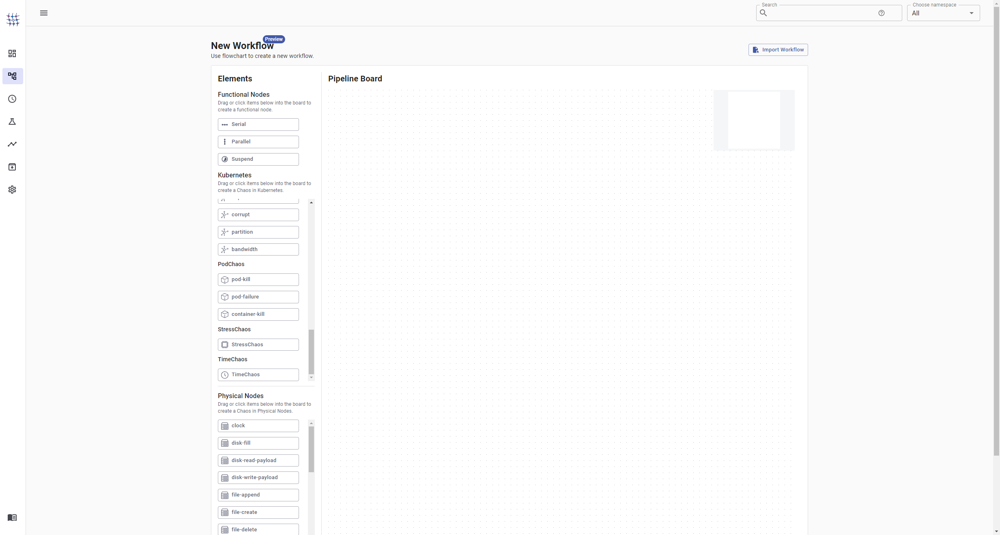 Search
Choose namespace
All
Preview
New Workflow
Use flowchart to create a new workflow.
Import Workflow
Elements
Functional Nodes
Drag or click items below into the board to
create a functional node.
Serial
Parallel
Suspend
Kubernetes
Drag or click items below into the board to
create a Chaos in Kubernetes.
corrupt
partition
bandwidth
PodChaos
pod-kill
pod-failure
container-kill
StressChaos
StressChaos
TimeChaos
TimeChaos
Physical Nodes
Drag or click items below into the board to
create a Chaos in Physical Nodes.
clock
disk-fill
disk-read-payload
disk-write-payload
file-append
file-create
file-delete
Pipeline Board